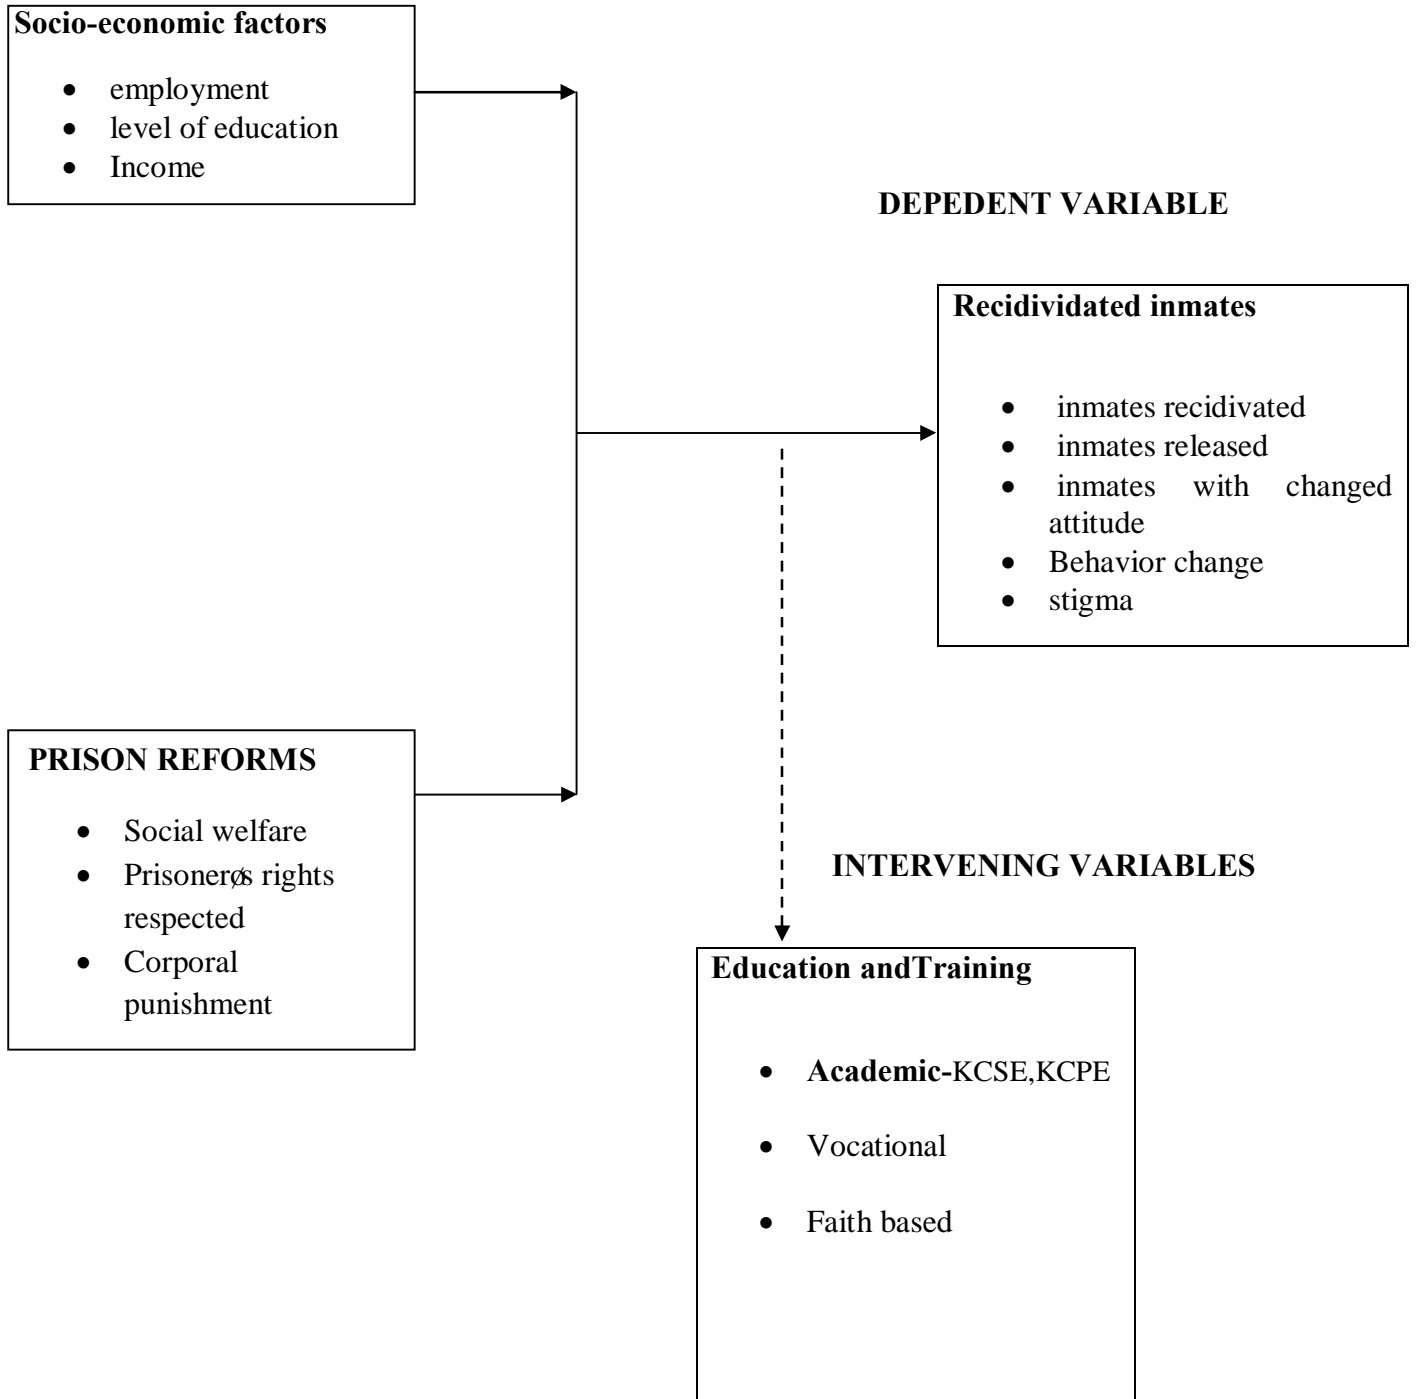 Socio-economic factors
• employment
• level of education
• Income
DEPEDENT VARIABLE
Recidividated inmates
• inmates recidivated
• inmates released
• inmates with changed
attitude
• Behavior change
• stigma
PRISON REFORMS
• Social welfare
• Prisonerøs rights
respected
• Corporal
punishment
INTERVENING VARIABLES
Education andTraining
• Academic-KCSE,KCPE
• Vocational
• Faith based